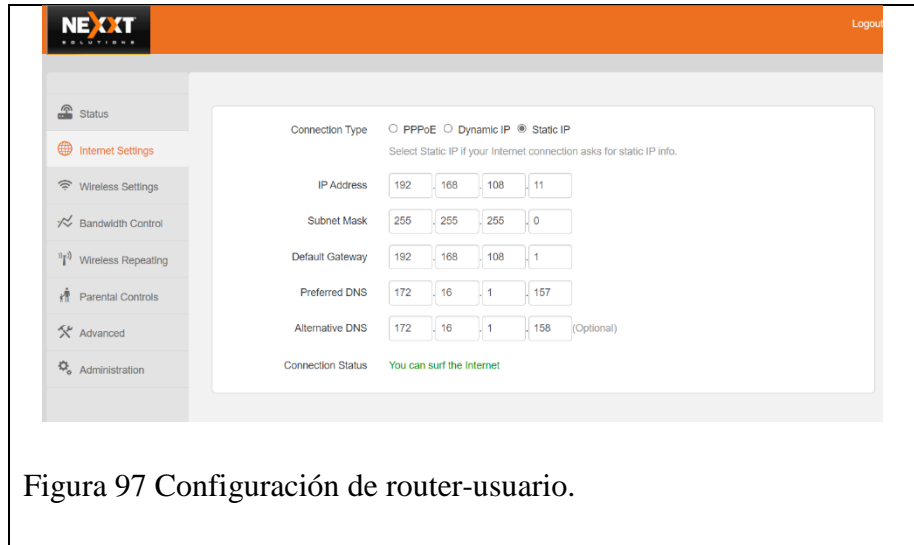 NEXXT
SOLUTIONS
Logout
Status
Internet Settings
Wireless Settings
Bandwidth Control
Wireless Repeating
Parental Controls
Advanced
Administration
Connection Type PPPoE Dynamic IP Static IP
Select Static IP if your Internet connection asks for static IP info.
IP Address 192 . 168 . 108 . 11
Subnet Mask 255 . 255 . 255 . 0
Default Gateway 192 . 168 . 108 . 1
Preferred DNS 172 . 16 . 1 . 157
Alternative DNS 172 . 16 . 1 . 158 (Optional)
Connection Status You can surf the Internet
Figura 97 Configuración de router-usuario.